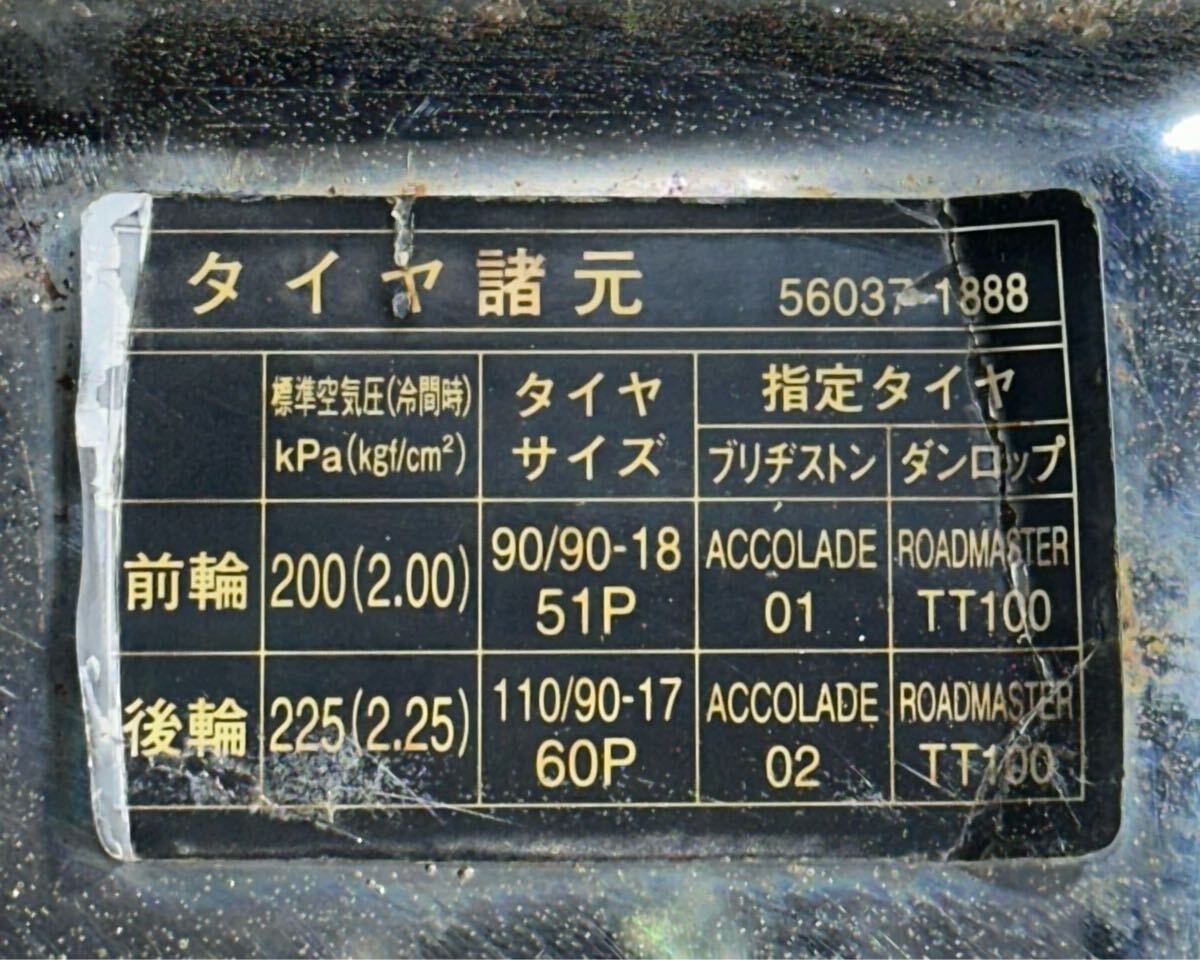 タイヤ諸元 56037-1888
標準空気圧(冷間時)
kPa(kgf/cm²)
タイヤ
サイズ
指定タイヤ
ブリヂストン ダンロップ
前輪 200(2.00) 90/90-18 51P ACCOLADE 01 ROADMASTER TT100
後輪 225(2.25) 110/90-17 60P ACCOLADE 02 ROADMASTER TT100